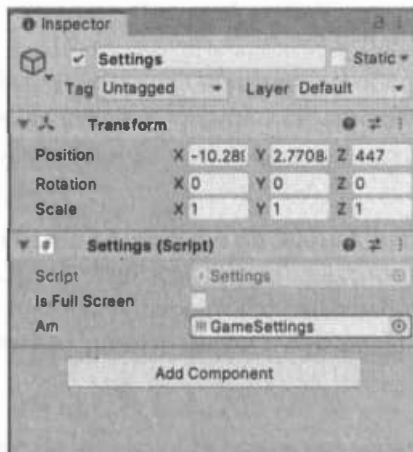 Inspector
Settings Static
Tag Untagged Layer Default
Transform
Position X -10.289 Y 2.7708 Z 447
Rotation X 0 Y 0 Z 0
Scale X 1 Y 1 Z 1
# Settings (Script)
Script Settings
Is Full Screen
Am GameSettings
Add Component